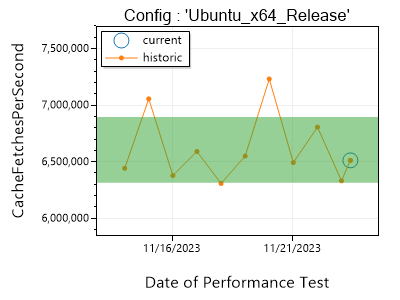 Config : 'Ubuntu_x64_Release'
current
historic
CacheFetchesPerSecond
7,500,000
7,000,000
6,500,000
6,000,000
11/16/2023
11/21/2023
Date of Performance Test